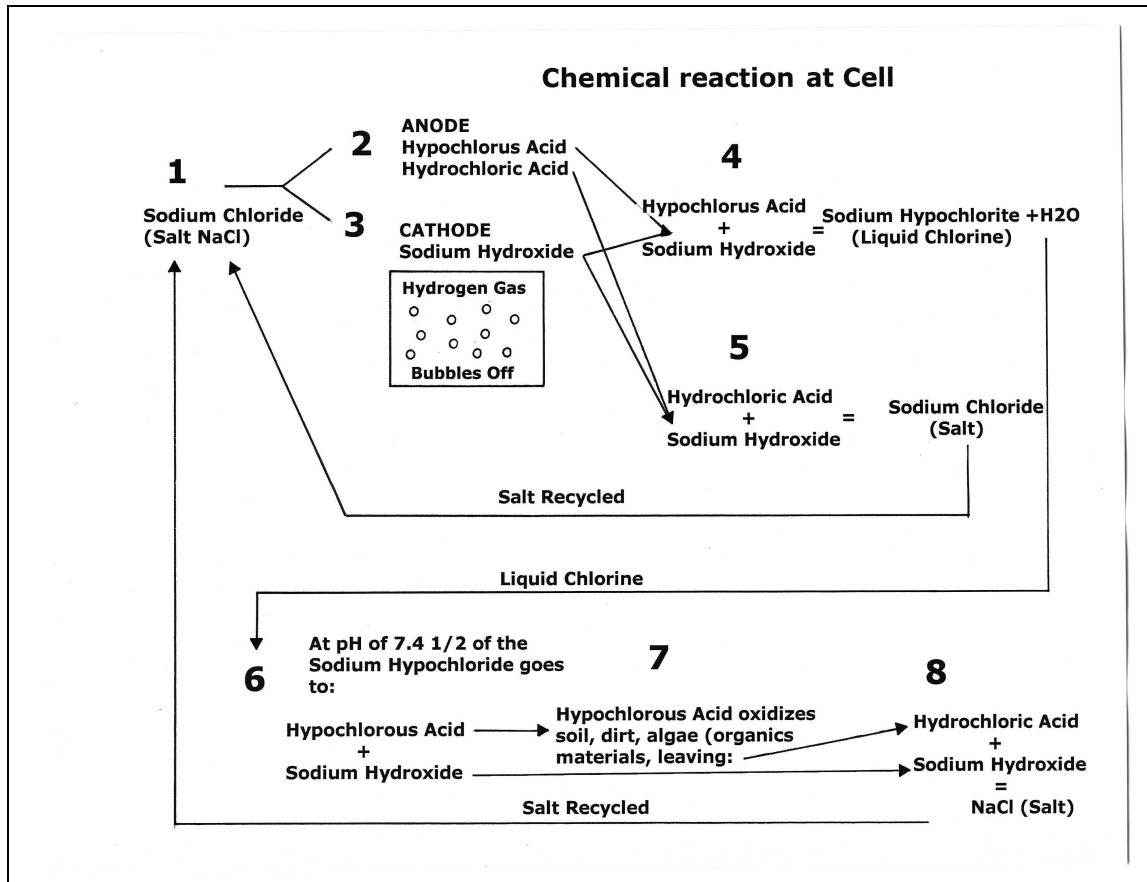 Chemical reaction at Cell
1
Sodium Chloride
(Salt NaCl)
2
ANODE
Hypochlorus Acid
Hydrochloric Acid
3
CATHODE
Sodium Hydroxide
Hydrogen Gas
Bubbles Off
4
Hypochlorus Acid
+
Sodium Hydroxide
=
Sodium Hypochlorite +H2O
(Liquid Chlorine)
5
Hydrochloric Acid
+
Sodium Hydroxide
=
Sodium Chloride
(Salt)
Salt Recycled
Liquid Chlorine
6
At pH of 7.4 1/2 of the
Sodium Hypochloride goes
to:
Hypochlorous Acid
+
Sodium Hydroxide
7
Hypochlorous Acid oxidizes
soil, dirt, algae (organics
materials, leaving:
8
Hydrochloric Acid
+
Sodium Hydroxide
=
NaCl (Salt)
Salt Recycled